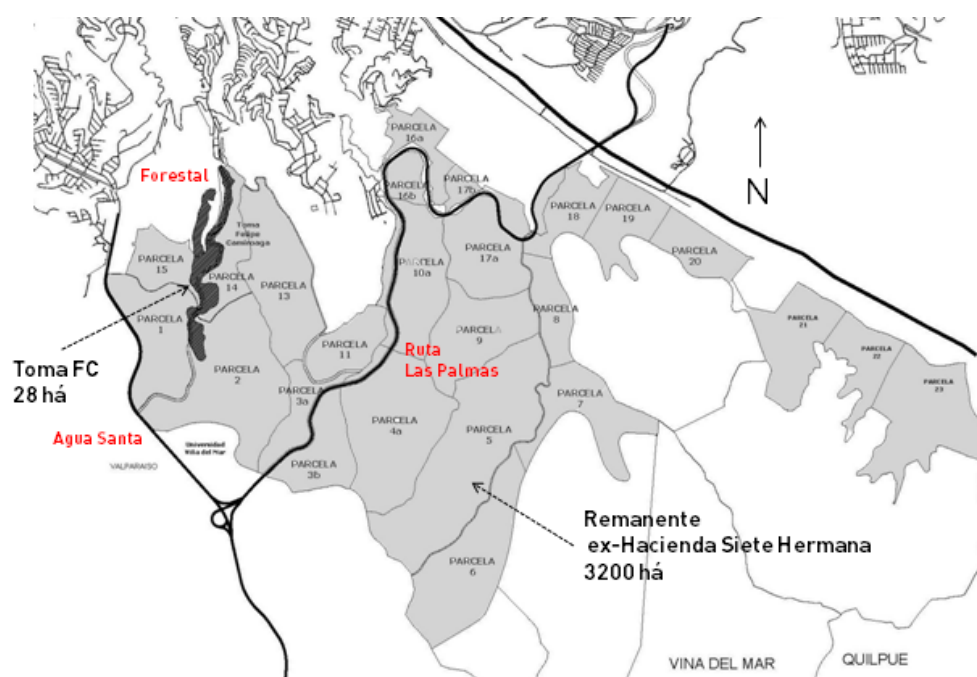 PARCELA
16a
Forestal
PARCELA
16b
PARCELA
17b
N
PARCELA
18
PARCELA
19
Toma
Felipe
Camiroaga
PARCELA
20
PARCELA
15
PARCELA
14
PARCELA
13
PARCELA
10a
PARCELA
17a
PARCELA
1
PARCELA
8
PARCELA
21
PARCELA
9
PARCELA
11
Ruta
Las Palmas
PARCELA
22
Toma FC
28 há
PARCELA
2
PARCELA
23
PARCELA
3a
PARCELA
7
PARCELA
4a
PARCELA
5
Agua Santa
Universidad
Viña del Mar
VALPARAISO
PARCELA
3b
Remanente
ex-Hacienda Siete Hermana
3200 há
PARCELA
6
VINA DEL MAR
QUILPUE